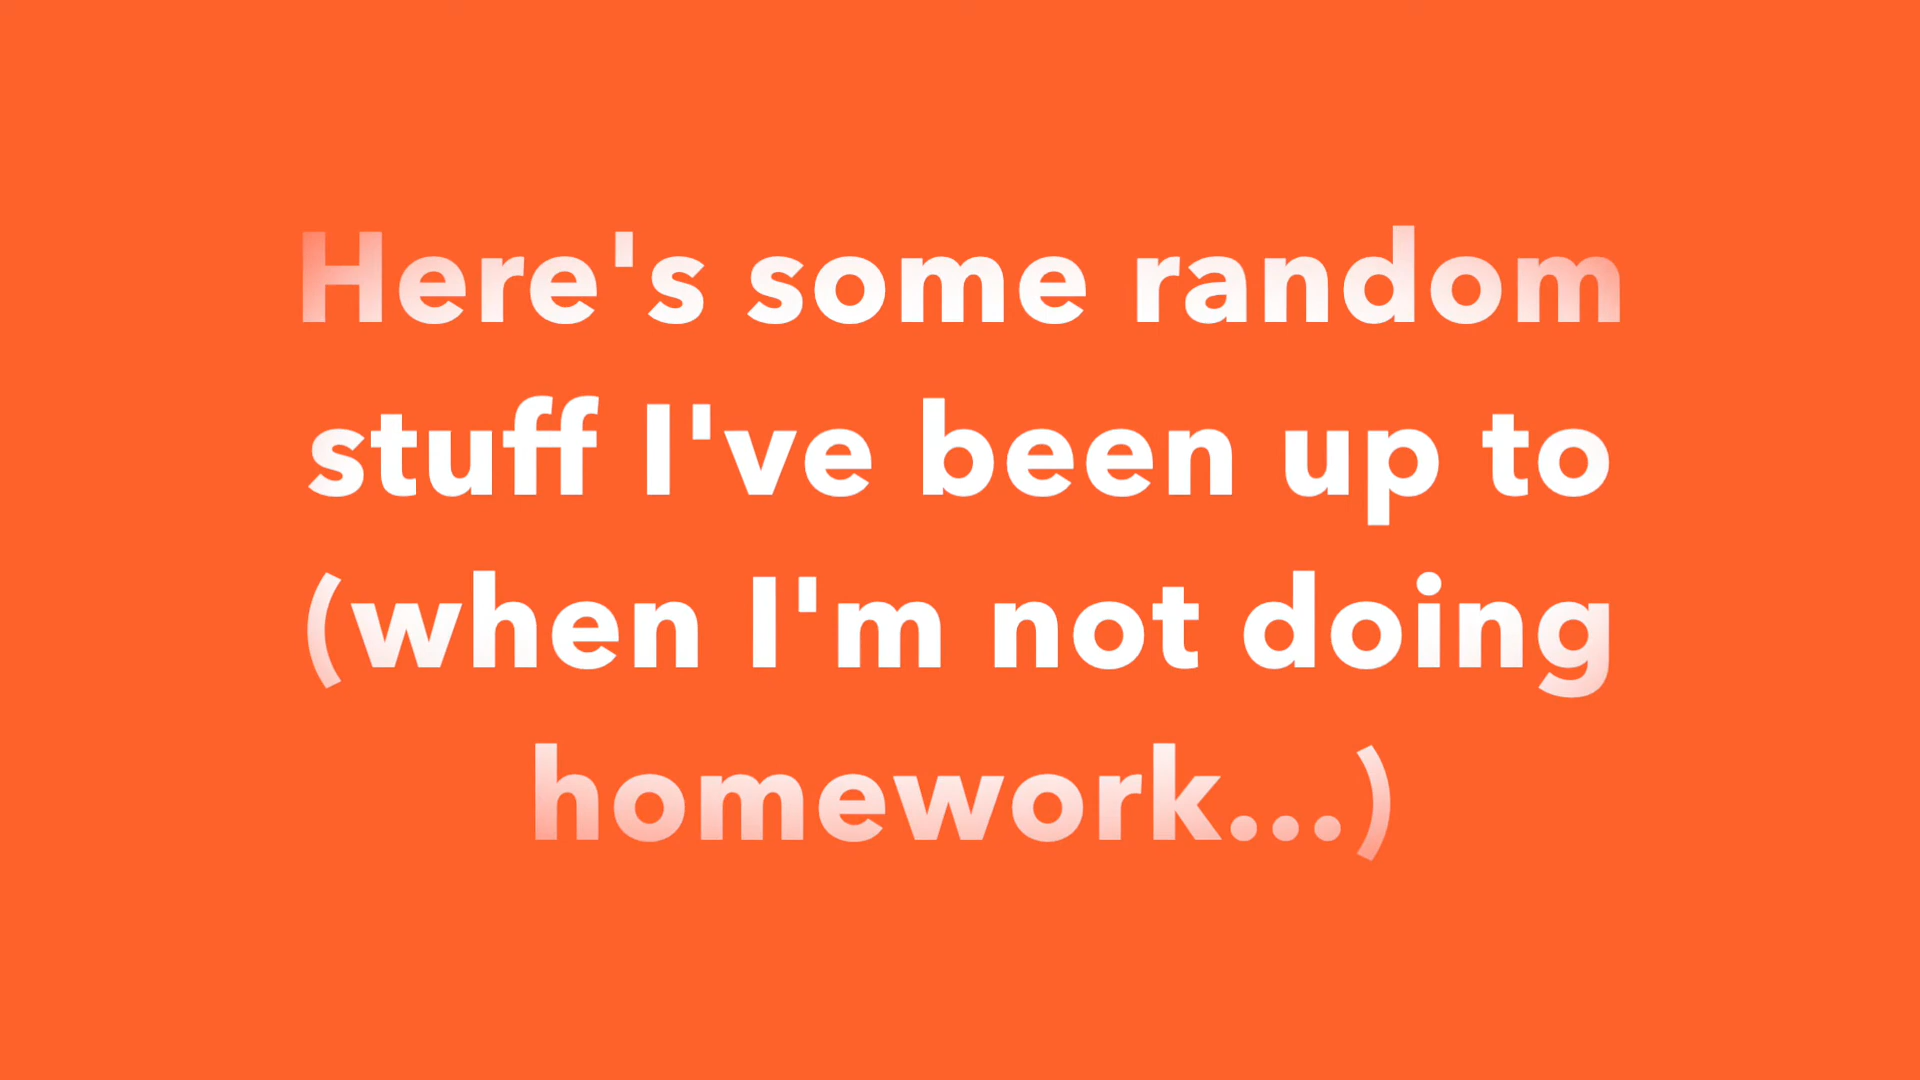 Here's some random
stuff I've been up to
(when I'm not doing
homework...)